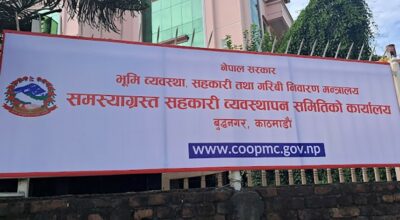 नेपाल सरकार
भूमि व्यवस्था, सहकारी तथा गरिबी निवारण मन्त्रालय
समस्याग्रस्त सहकारी व्यवस्थापन समितिको कार्यालय
बुद्धनगर, काठमाडौं
www.coopmc.gov.np